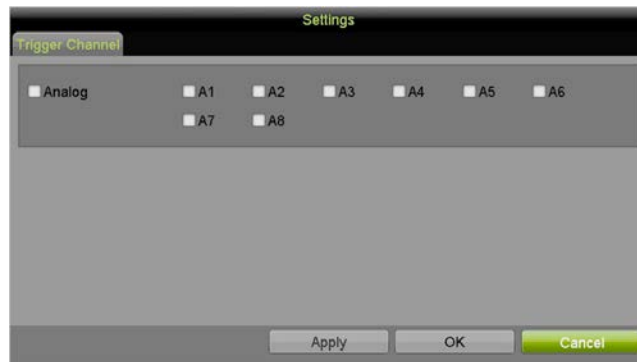 Settings
Trigger Channel
Analog A1 A2 A3 A4 A5 A6
A7 A8
Apply OK Cancel